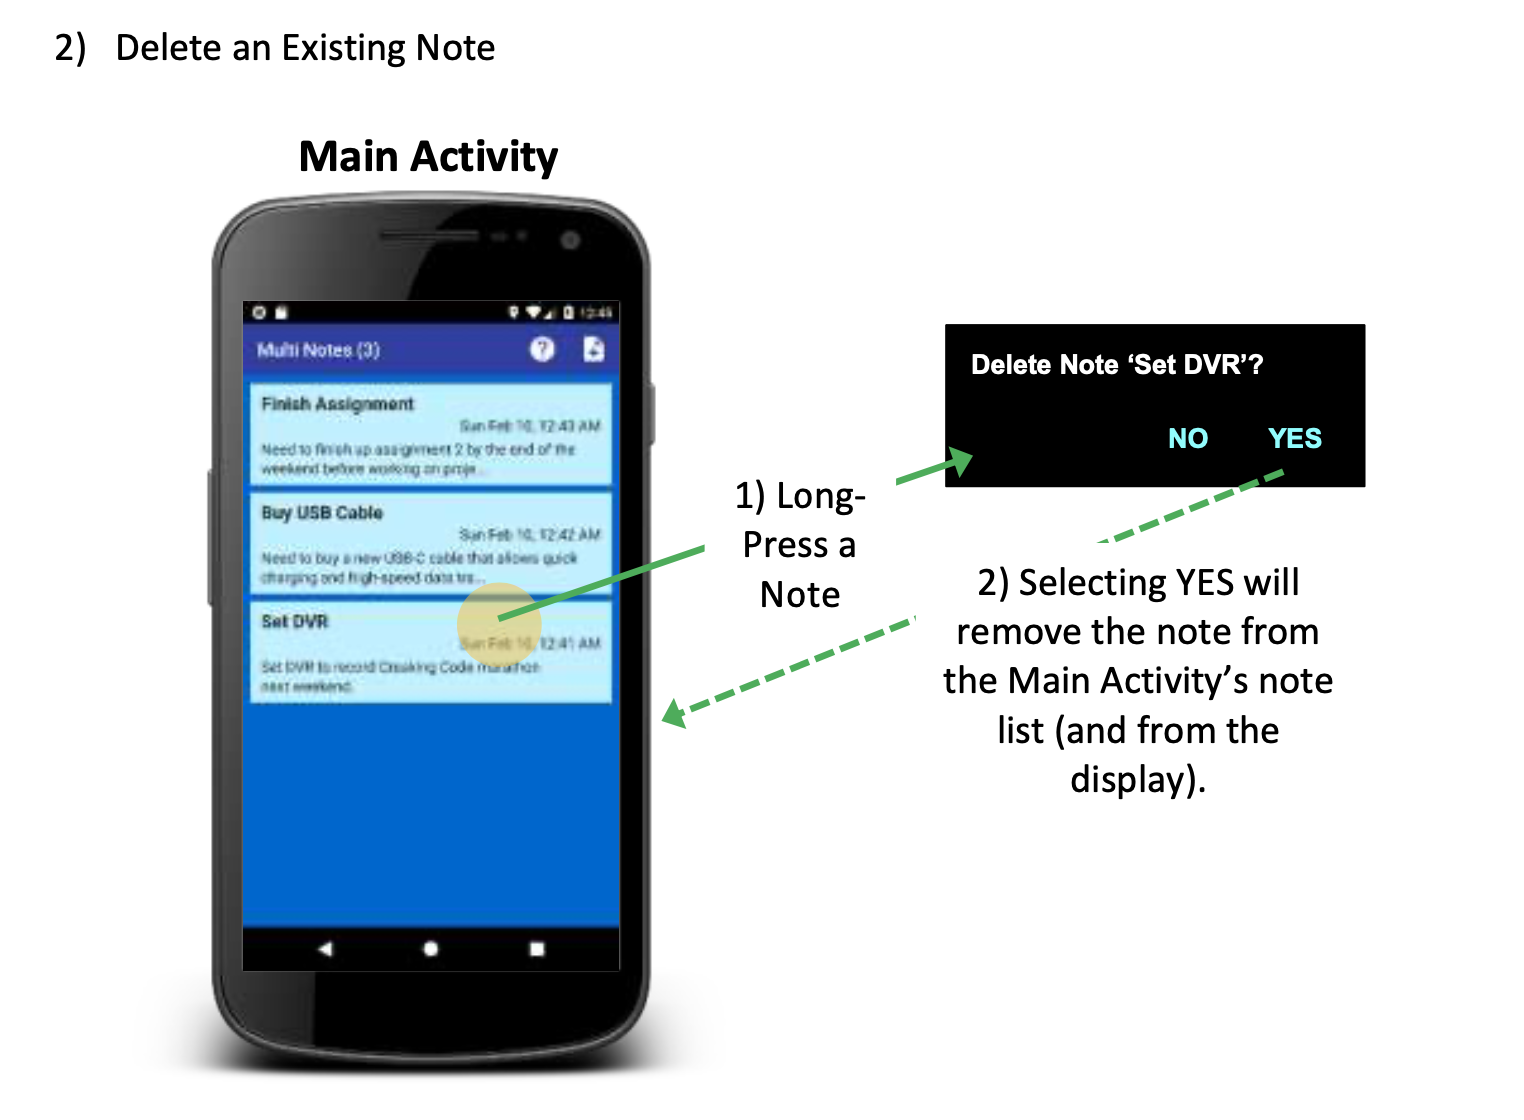 2) Delete an Existing Note
Main Activity
12:45
Multi Notes (3)
Finish Assignment
Sun Feb 10, 12:43 AM
Need to finish up assignment 2 by the end of the
weekend before working on proje...
Buy USB Cable
Sun Feb 10, 12:42 AM
Need to buy a new USB-C cable that allows quick
charging and high-speed data tra...
Set DVR
Sun Feb 10, 12:41 AM
Set DVR to record Creaking Code marathon
next weekend.
1) Long-
Press a
Note
Delete Note ‘Set DVR’?
NO YES
2) Selecting YES will
remove the note from
the Main Activity’s note
list (and from the
display).